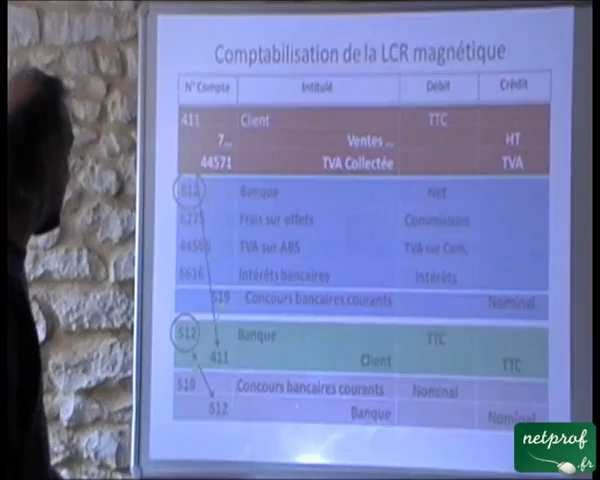 Comptabilisation de la LCR magnétique
N° Compte Intitulé Débit Crédit
411 Client TTC
7... Ventes ... HT
44571 TVA Collectée TVA
512 Banque Net
6275 Frais sur effets Commission
44566 TVA sur ABS TVA sur Com.
6616 Intérêts bancaires Intérêts
519 Concours bancaires courants Nominal
512 Banque TTC
411 Client TTC
519 Concours bancaires courants Nominal
512 Banque Nominal
netprof
.fr